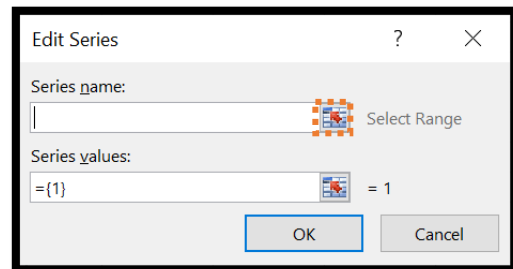 Edit Series ?
Series name:
Select Range
Series values:
={1} = 1
OK Cancel